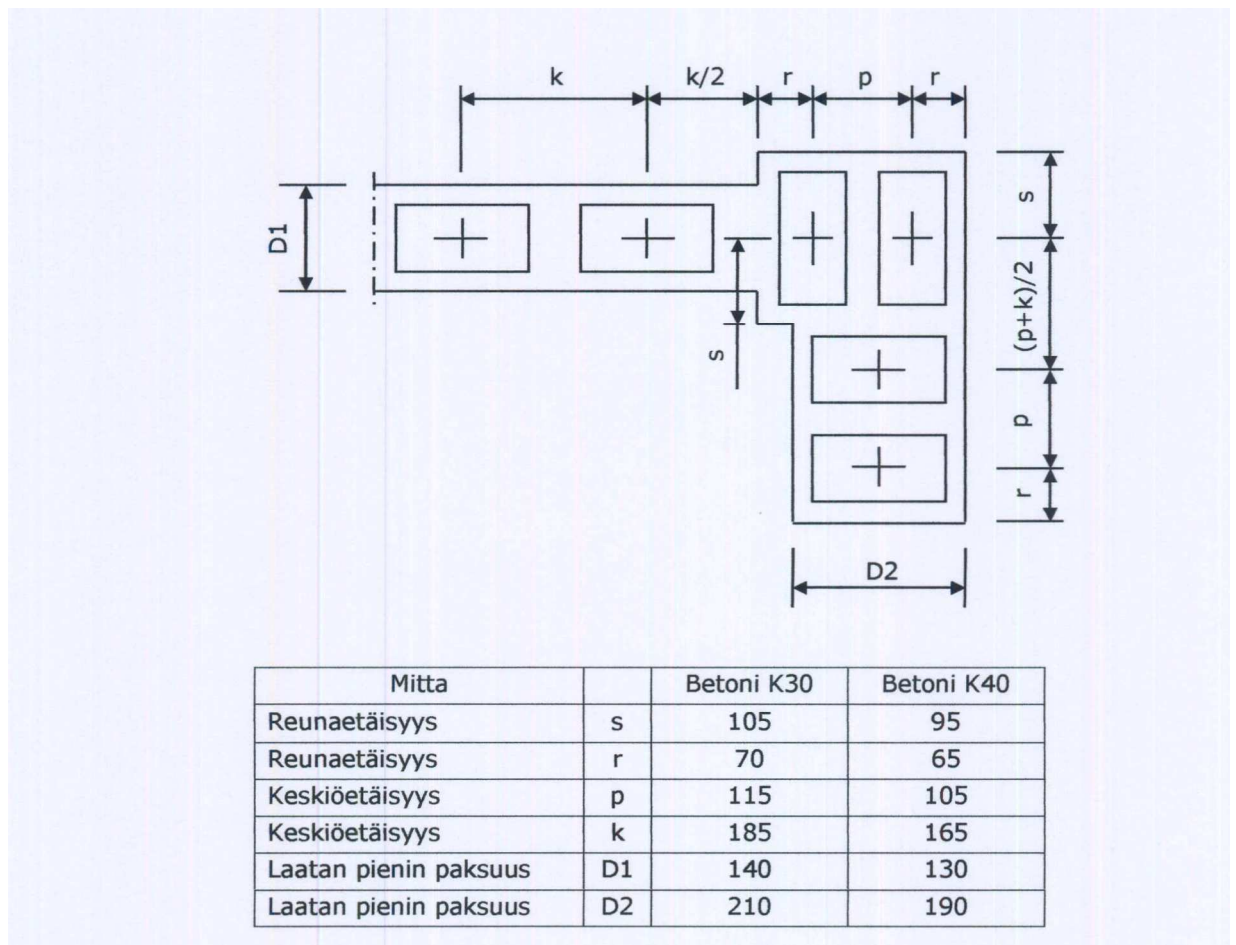 k k/2 r p r
D1
s
(p+k)/2
s
p
r
D2
Mitta Betoni K30 Betoni K40
Reunaetäisyys s 105 95
Reunaetäisyys r 70 65
Keskiöetäisyys p 115 105
Keskiöetäisyys k 185 165
Laatan pienin paksuus D1 140 130
Laatan pienin paksuus D2 210 190